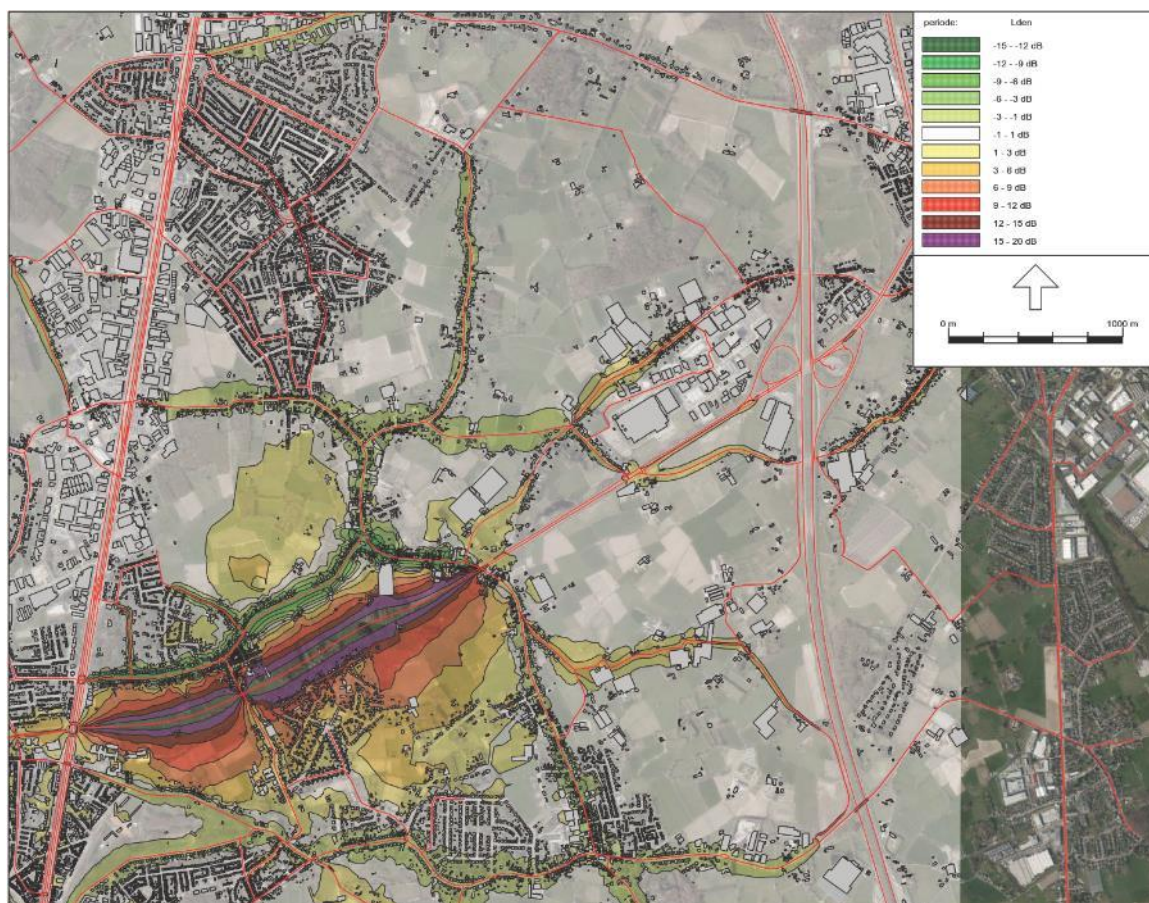 periode: Lden
-15 - -12 dB
-12 - -9 dB
-9 - -6 dB
-6 - -3 dB
-3 - -1 dB
-1 - 1 dB
1 - 3 dB
3 - 6 dB
6 - 9 dB
9 - 12 dB
12 - 15 dB
15 - 20 dB
0 m 1000 m